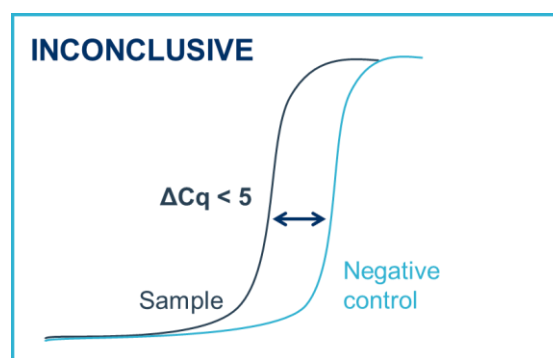 INCONCLUSIVE
ΔCq < 5
Sample
Negative
control